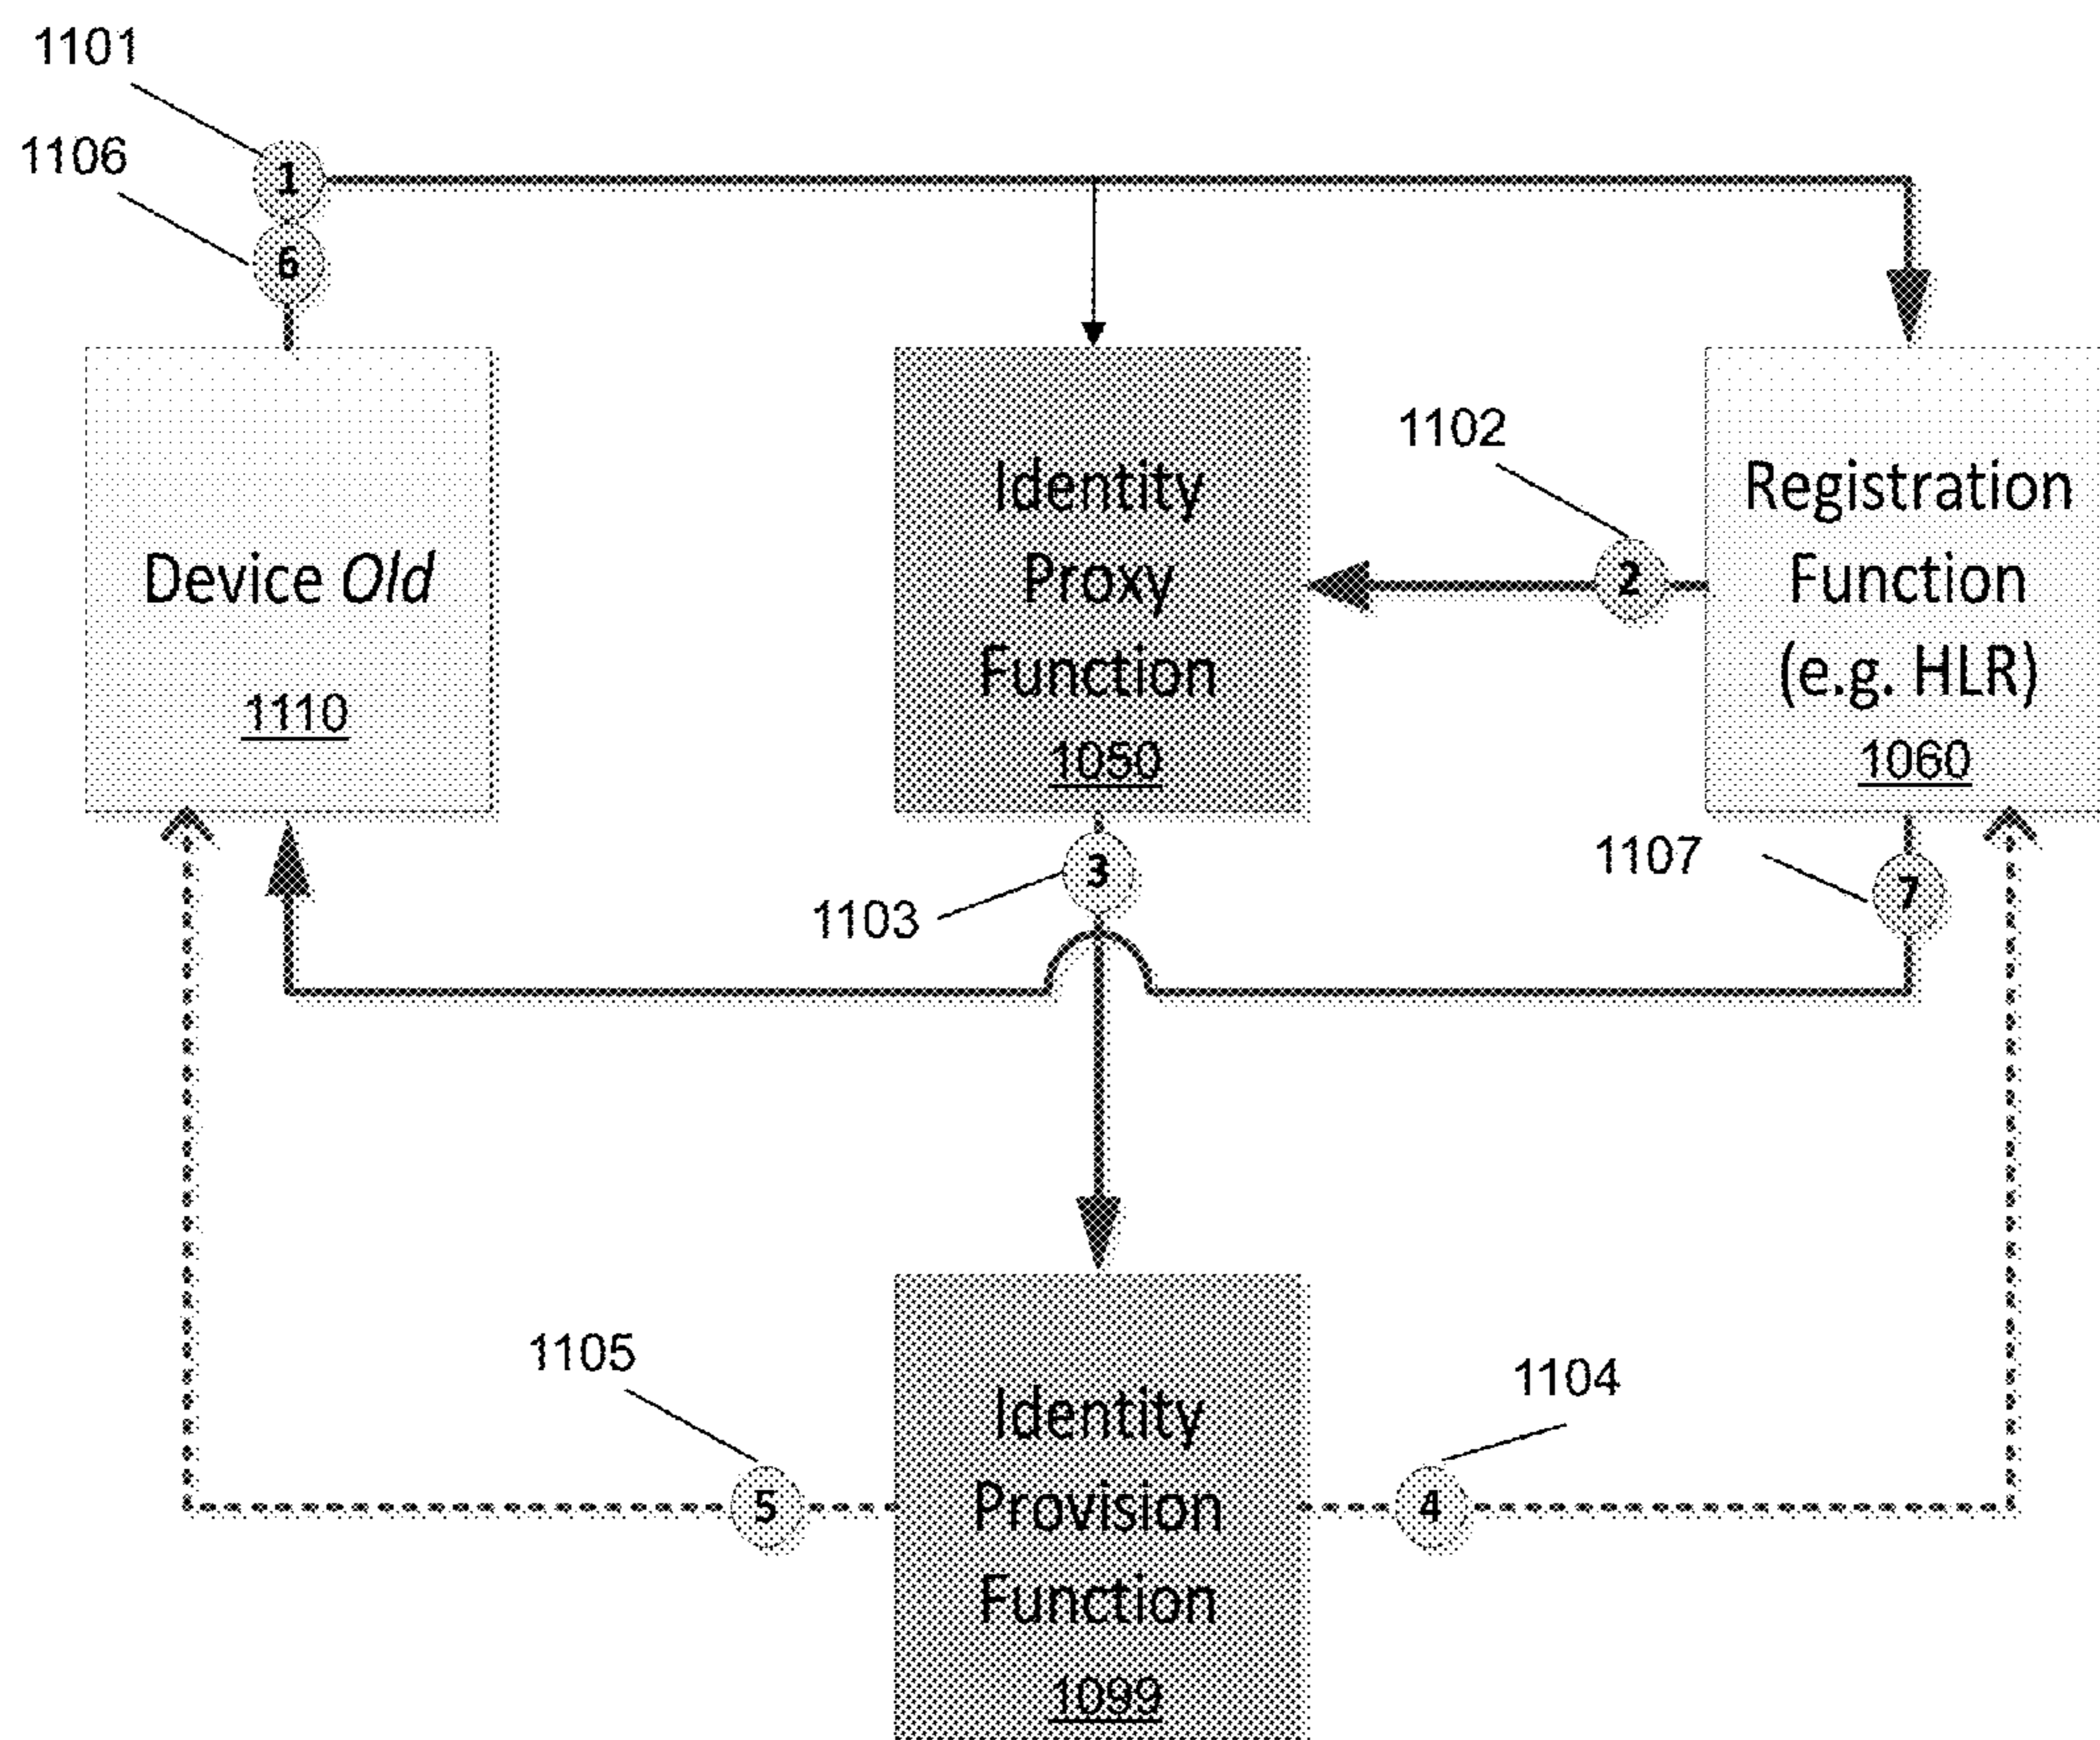 1101
1106
1
6
Device Old
1110
Identity
Proxy
Function
1050
1102
2
Registration
Function
(e.g. HLR)
1060
3
1103
1107
7
1105
5
Identity
Provision
Function
1099
1104
4